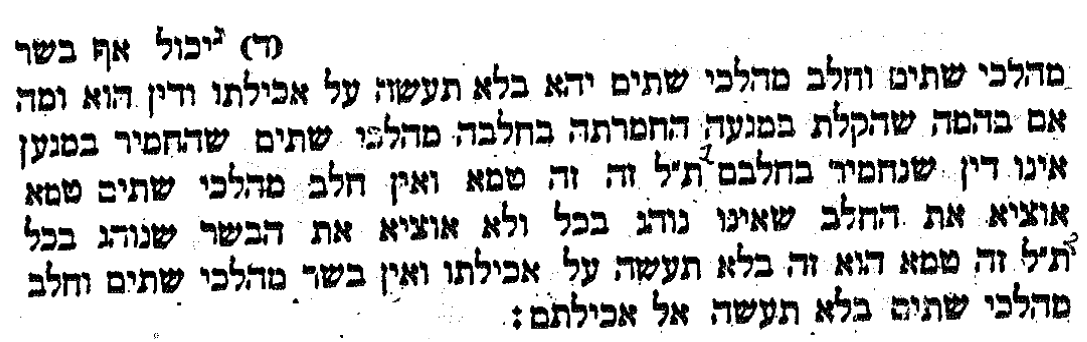 (ד) יכול אף בשר
מהלכי שתים וחלב מהלכי שתים יהא בלא תעשה על אכילתו ודין הוא ומה
אם בהמה שהקלת במגעה החמרתה בחלבה מהלכי שתים שהחמיר במגען
אינו דין שנחמיר בחלבם ת״ל זה זה טמא ואין חלב מהלכי שתים טמא
אוציא את החלב שאינו נוהג בכל ולא אוציא את הבשר שנוהג בכל
ת״ל זה טמא הוא זה בלא תעשה על אכילתו ואין בשר מהלכי שתים וחלב
מהלכי שתים בלא תעשה אל אכילתם: